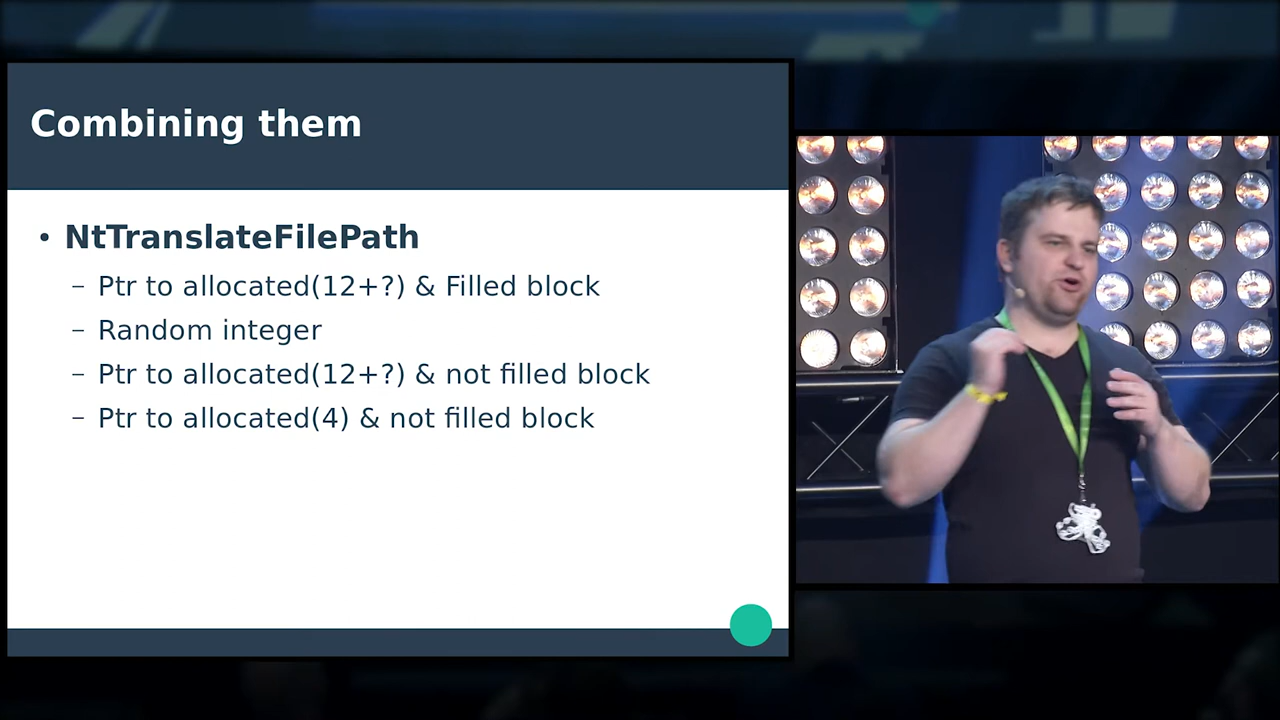 Combining them
• NtTranslateFilePath
– Ptr to allocated(12+?) & Filled block
– Random integer
– Ptr to allocated(12+?) & not filled block
– Ptr to allocated(4) & not filled block